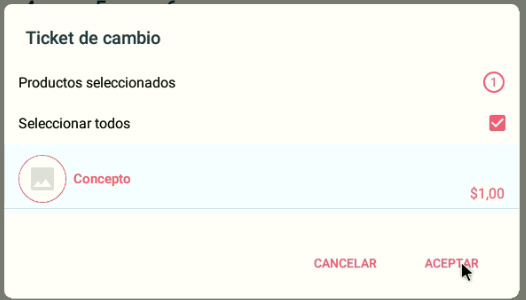 Ticket de cambio
Productos seleccionados
1
Seleccionar todos
Concepto
$1,00
CANCELAR ACEPTAR